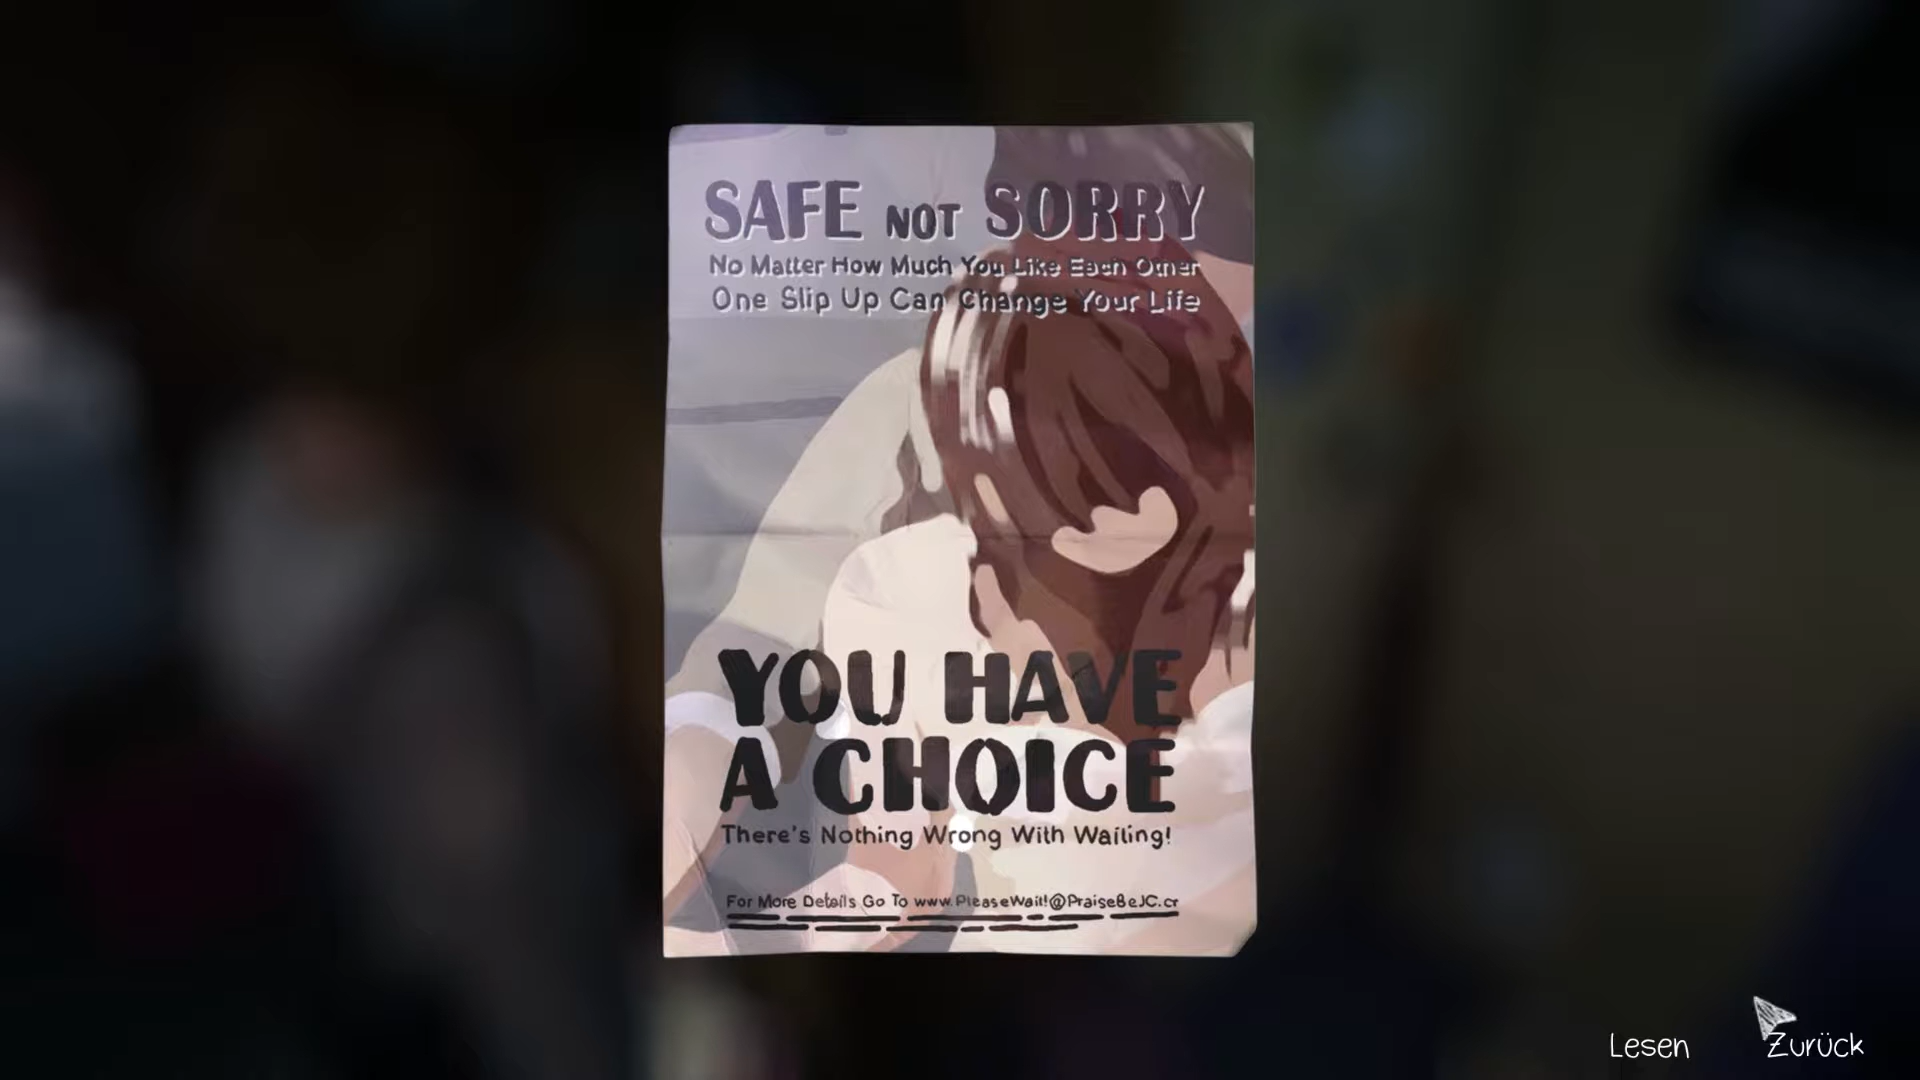 SAFE NOT SORRY
No Matter How Much You Like Each Other
One Slip Up Can Change Your Life
YOU HAVE
A CHOICE
There's Nothing Wrong With Waiting!
For More Details Go To www.PleaseWait!@PraiseBeJC.cr
Lesen
Zurück